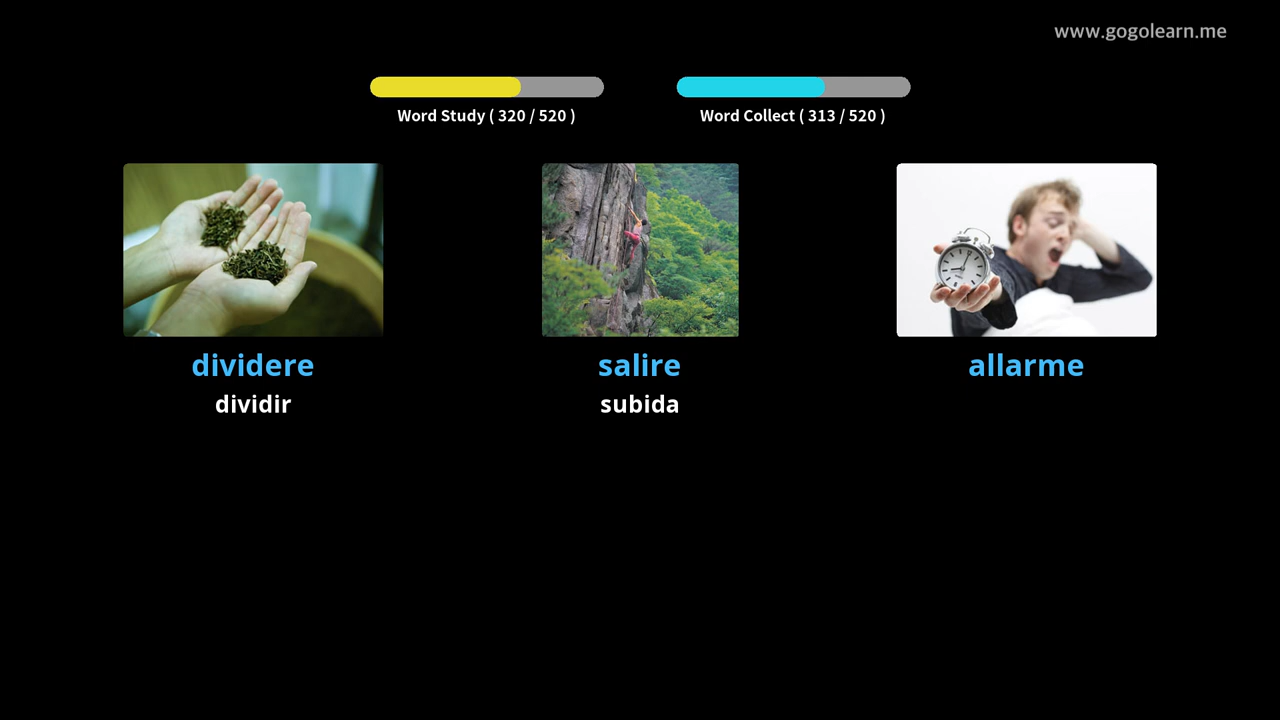 www.gogolearn.me
Word Study ( 320 / 520 )
Word Collect ( 313 / 520 )
dividere
salire
allarme
dividir
subida